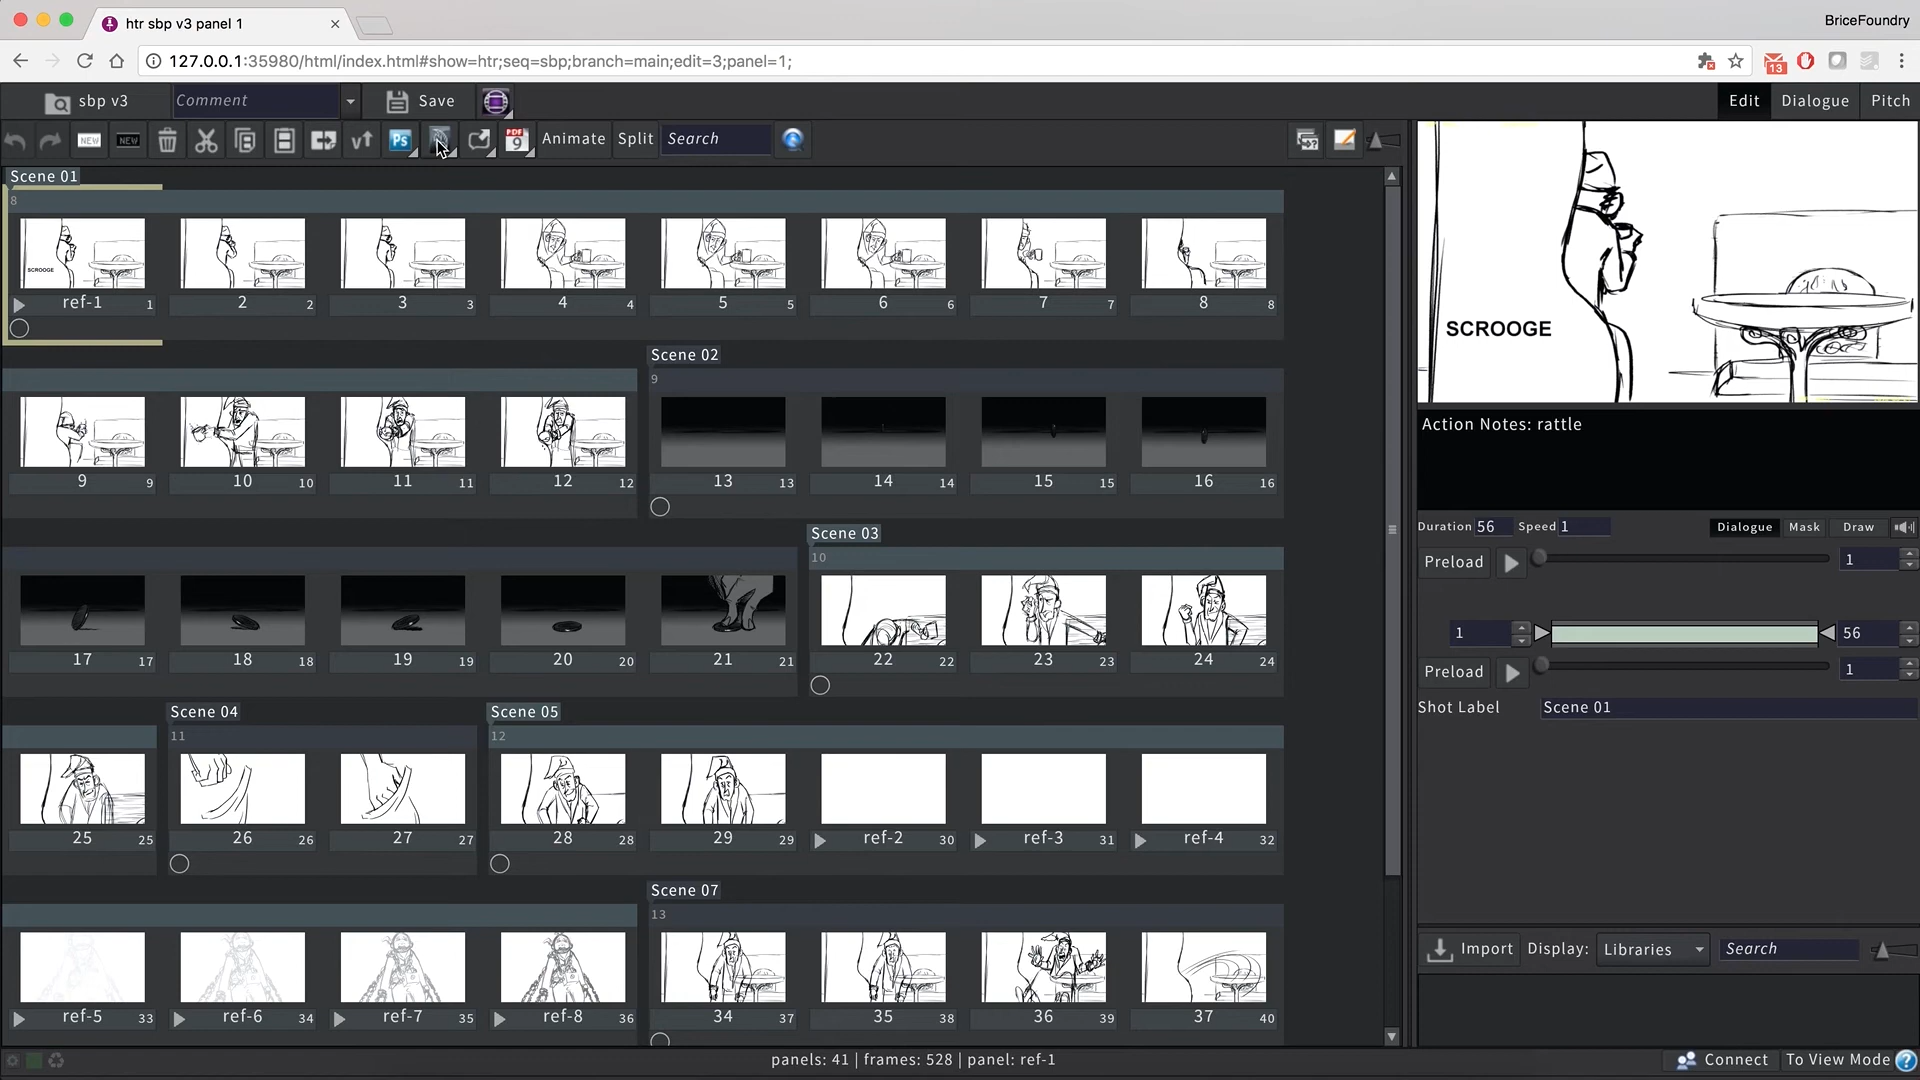 htr sbp v3 panel 1
BriceFoundry
127.0.0.1:35980/html/index.html#show=htr;seq=sbp;branch=main;edit=3;panel=1;
13
sbp v3 Comment Save Edit Dialogue Pitch
NEW NEW Ps PDF 9 Animate Split Search
Scene 01
8
SCROOGE
ref-1 1 2 2 3 3 4 4 5 5 6 6 7 7 8 8
Scene 02
9
9 9 10 10 11 11 12 12 13 13 14 14 15 15 16 16
Scene 03
10
17 17 18 18 19 19 20 20 21 21 22 22 23 23 24 24
Scene 04 Scene 05
11 12
25 25 26 26 27 27 28 28 29 29 ref-2 30 ref-3 31 ref-4 32
Scene 07
13
ref-5 33 ref-6 34 ref-7 35 ref-8 36 34 37 35 38 36 39 37 40
SCROOGE
Action Notes: rattle
Duration 56 Speed 1 Dialogue Mask Draw
Preload 1
1 56
Preload 1
Shot Label Scene 01
Import Display: Libraries Search
panels: 41 | frames: 528 | panel: ref-1
Connect To View Mode ?